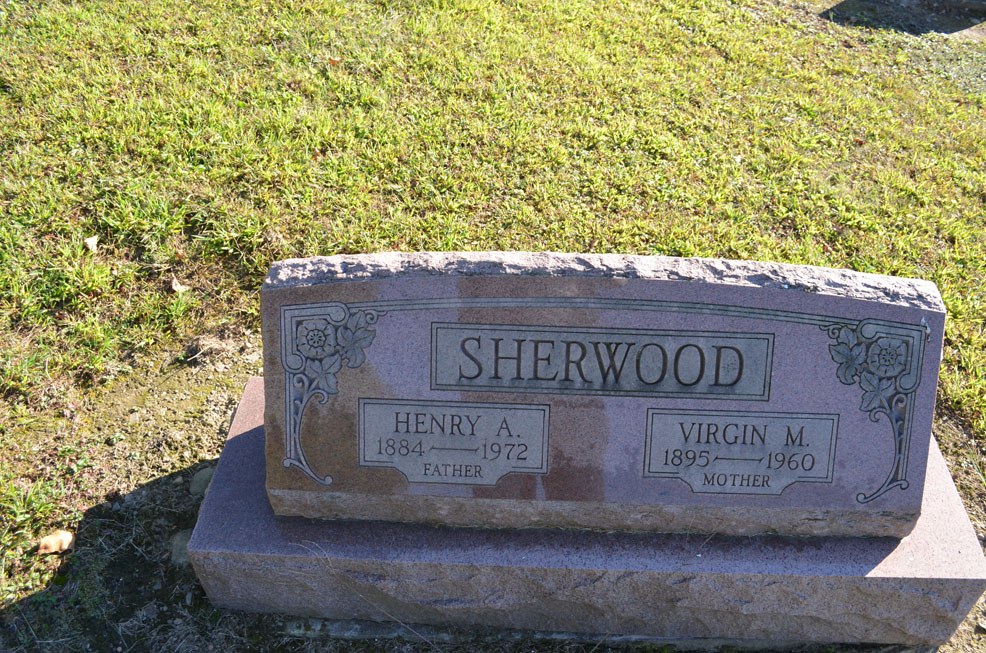 SHERWOOD
HENRY A.
1884—1972
FATHER
VIRGIN M.
1895—1960
MOTHER